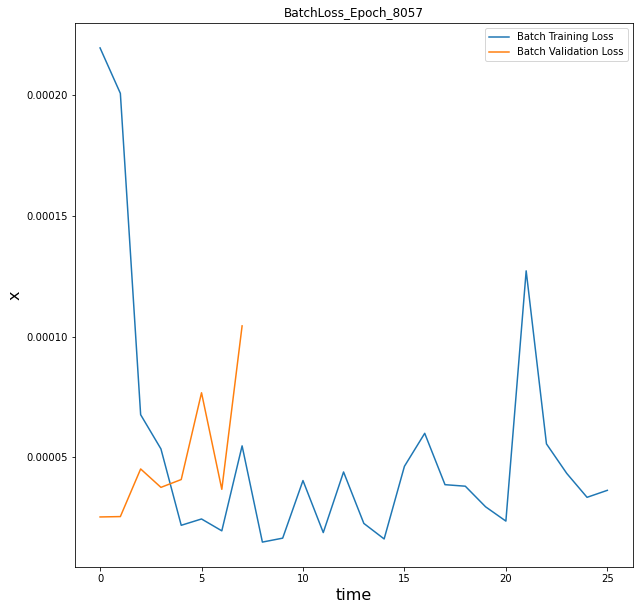 BatchLoss_Epoch_8057
Batch Training Loss
Batch Validation Loss
0.00020
0.00015
0.00010
0.00005
x
0 5 10 15 20 25
time